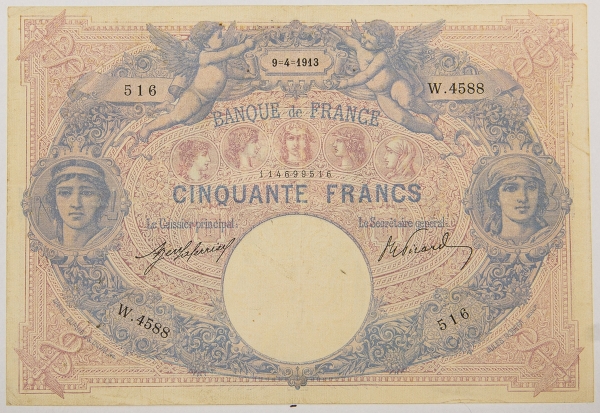 9=4=1913
516
W.4588
BANQUE de FRANCE
114699516
CINQUANTE FRANCS
Le Caissier principal,
Le Secrétaire général,
W.4588
516